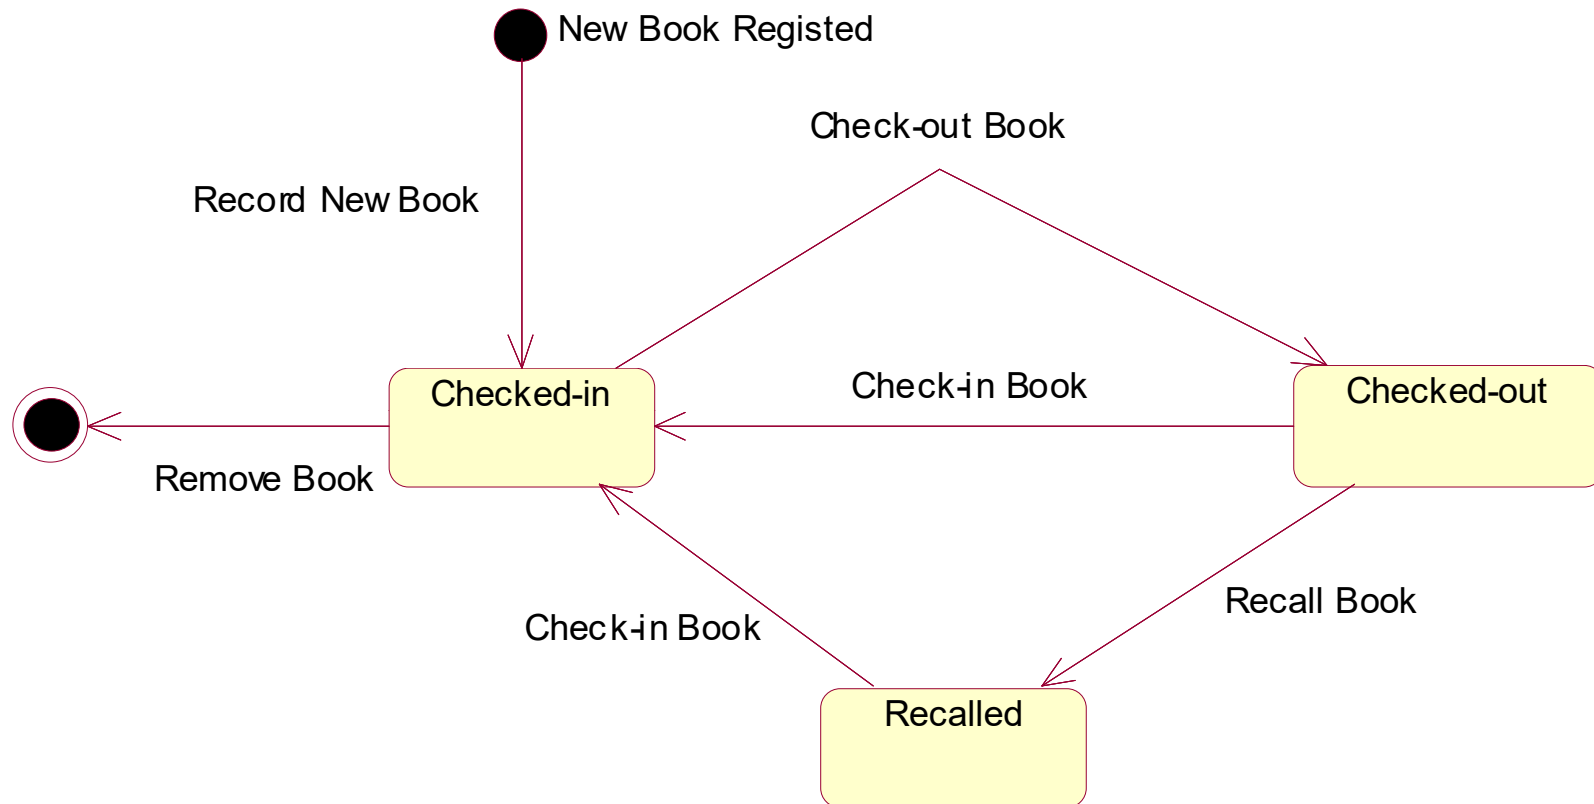 New Book Registed
Check-out Book
Record New Book
Checked-in
Check-in Book
Checked-out
Remove Book
Check-in Book
Recall Book
Recalled